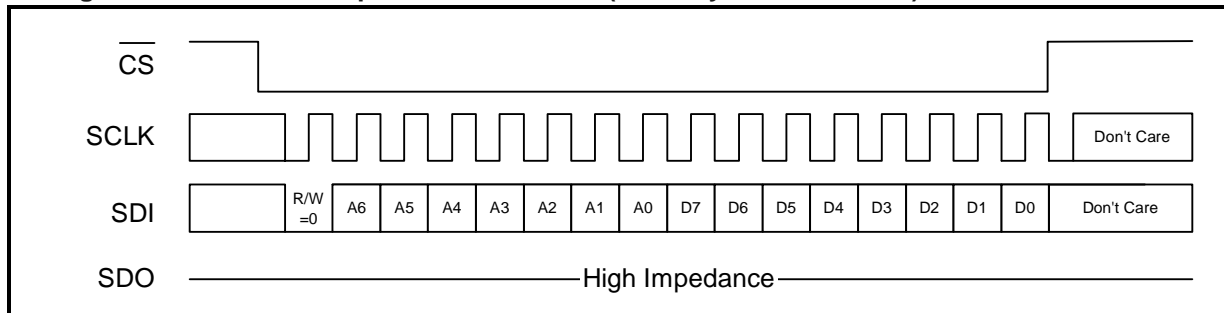 CS
SCLK
Don't Care
SDI
R/W
=0
A6 A5 A4 A3 A2 A1 A0 D7 D6 D5 D4 D3 D2 D1 D0 Don't Care
SDO
High Impedance